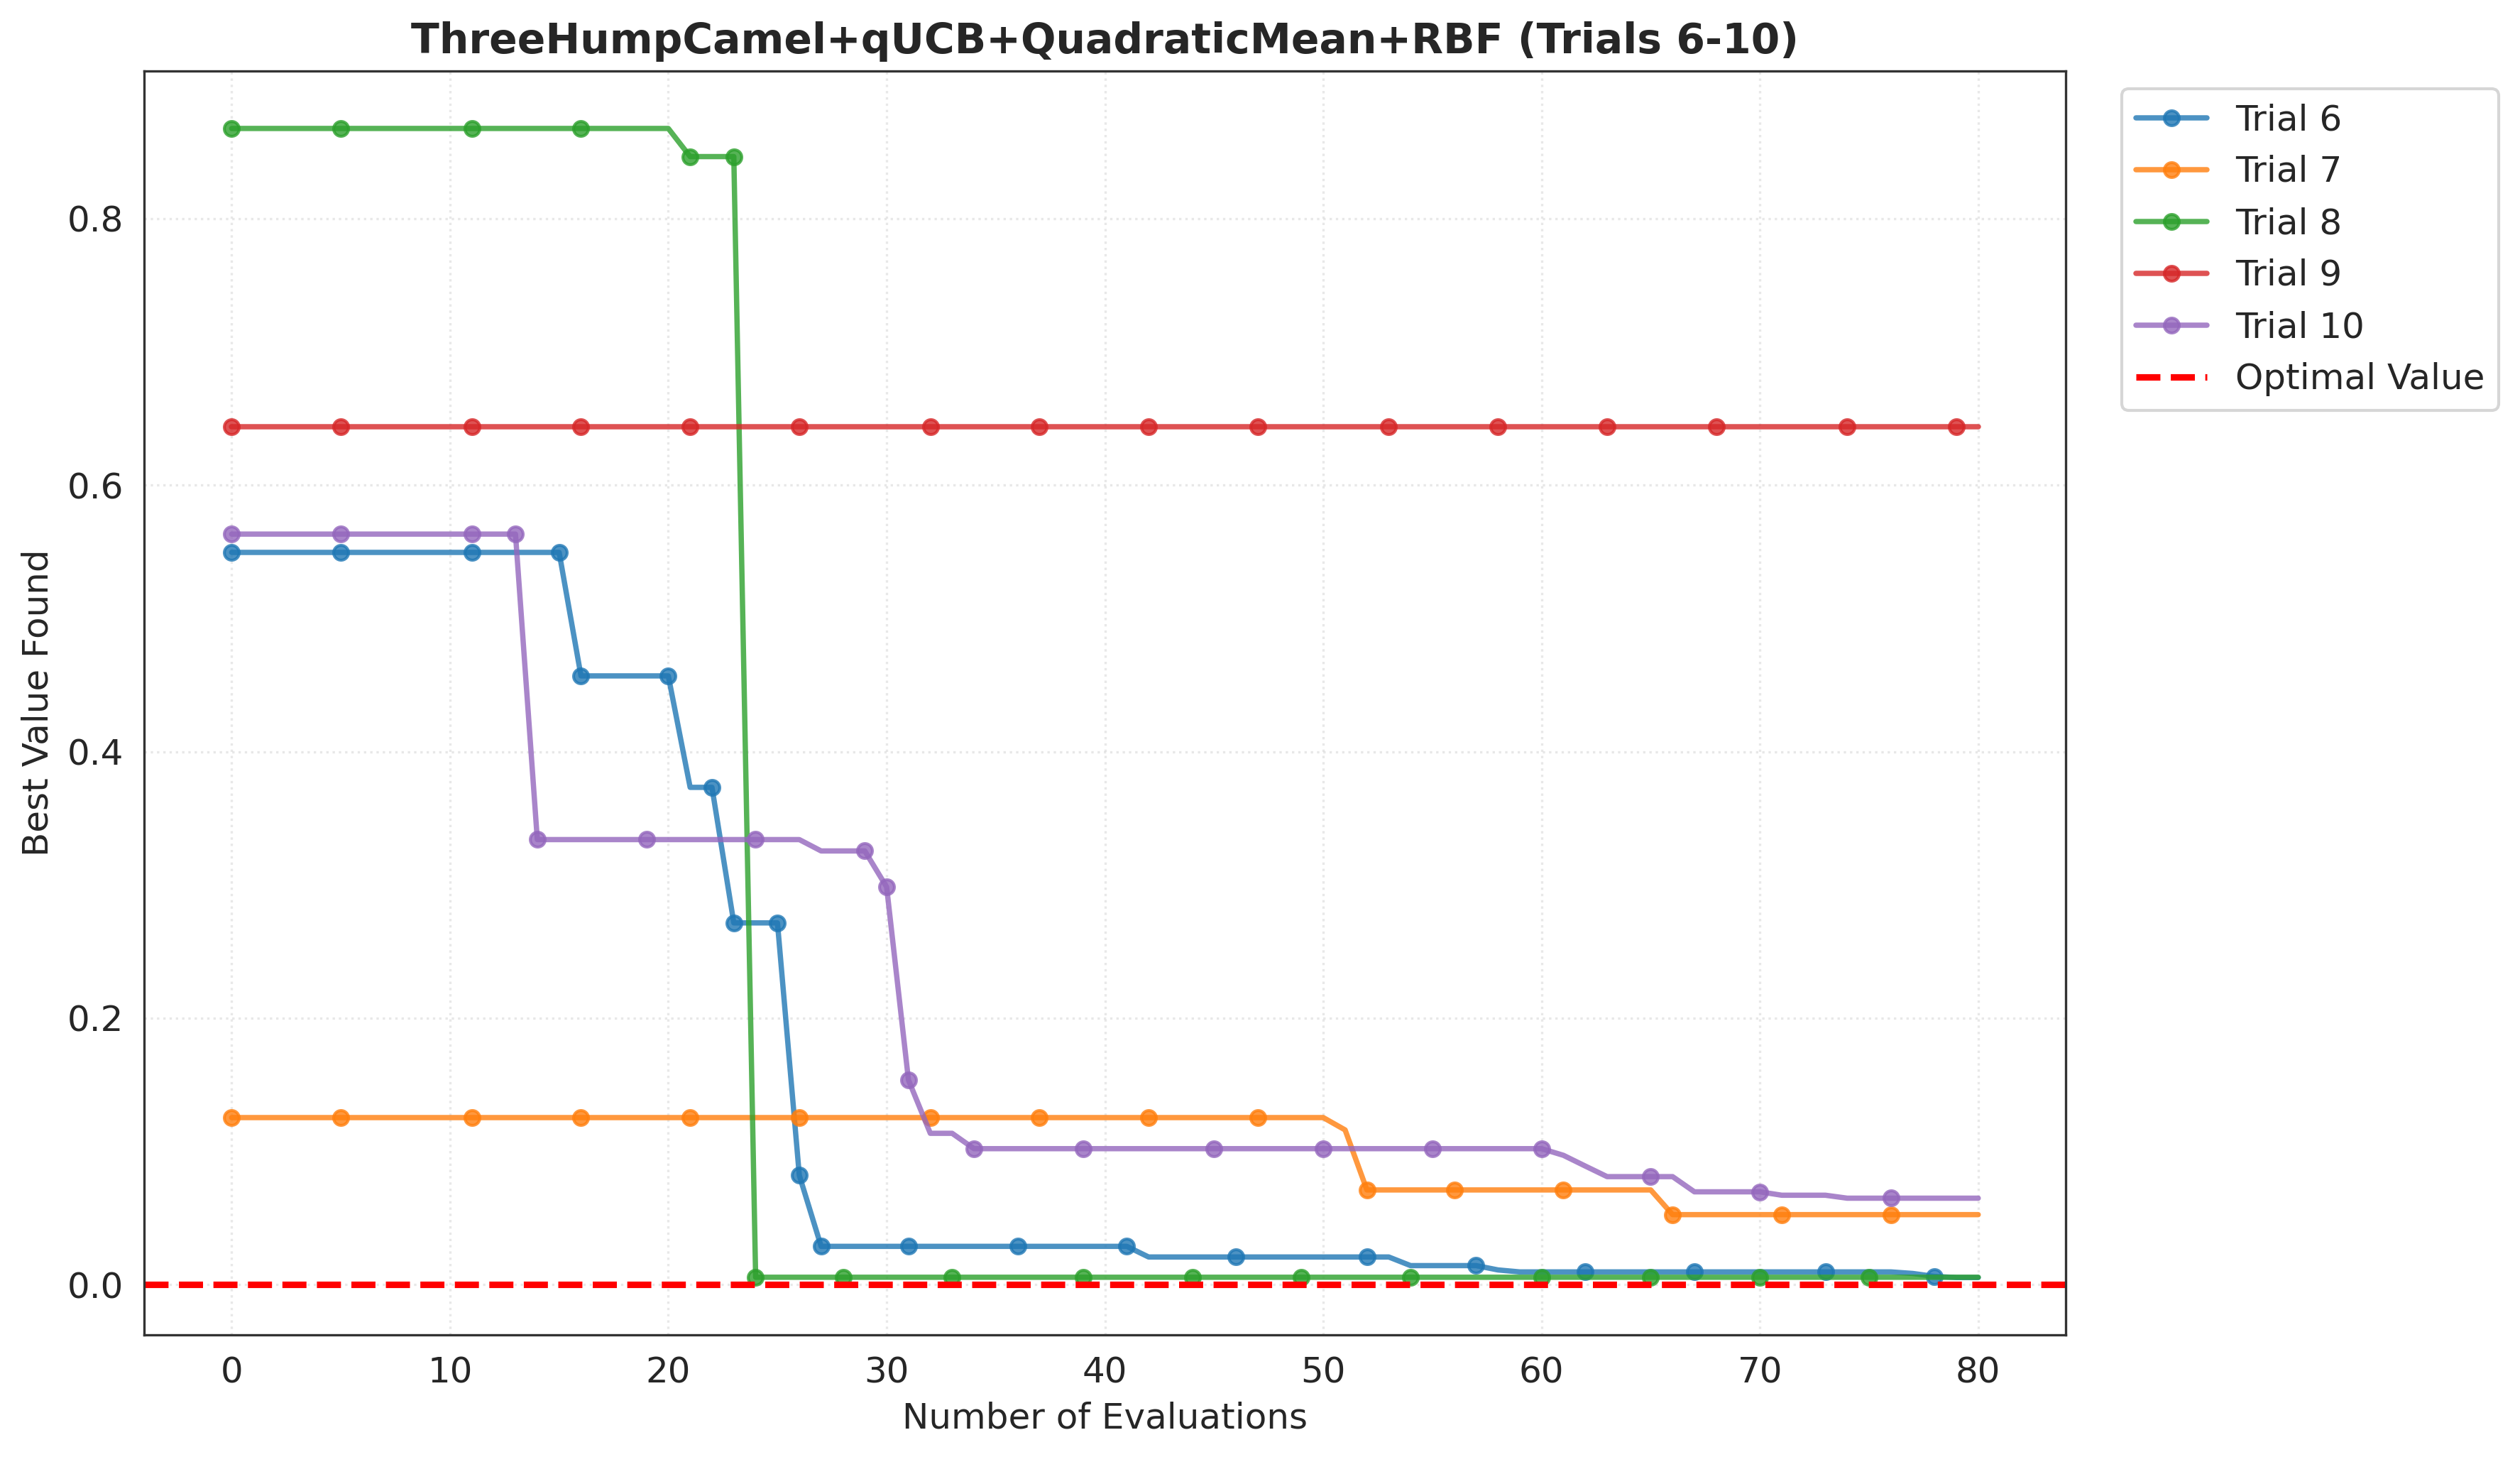 ThreeHumpCamel+qUCB+QuadraticMean+RBF (Trials 6-10)
Trial 6
Trial 7
Trial 8
Trial 9
Trial 10
Optimal Value
Best Value Found
0.8
0.6
0.4
0.2
0.0
0 10 20 30 40 50 60 70 80
Number of Evaluations